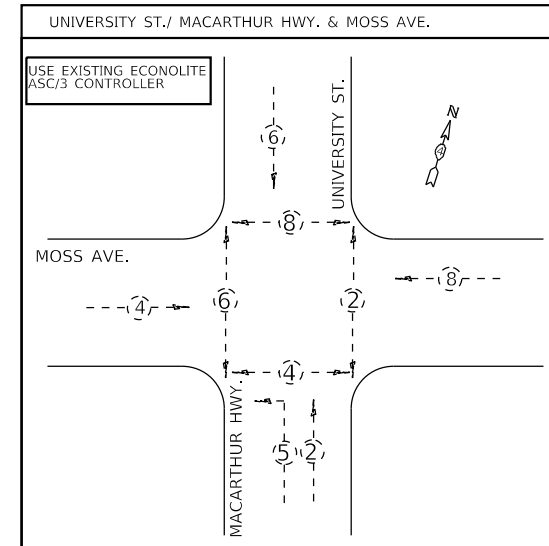 UNIVERSITY ST./ MACARTHUR HWY. & MOSS AVE.
USE EXISTING ECONOLITE
ASC/3 CONTROLLER
UNIVERSITY ST.
N
4
6
8
MOSS AVE.
4
6
2
8
4
MACARTHUR HWY.
5
2